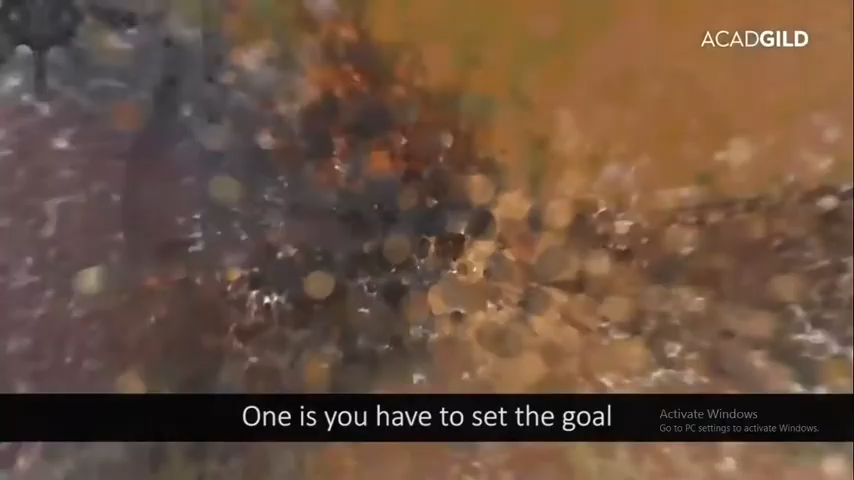 ACADGILD
One is you have to set the goal
Activate Windows
Go to PC settings to activate Windows.